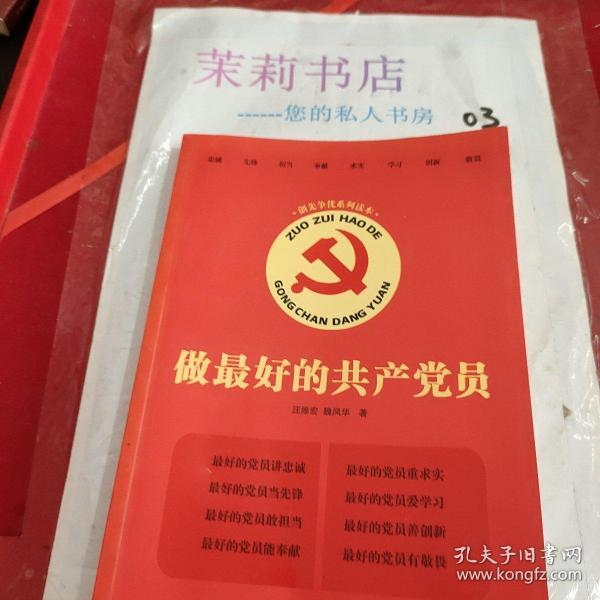 茉莉书店
------您的私人书房
03
忠诚 先锋 担当 奉献 求实 学习 创新 敬畏
·创先争优系列读本·
ZUO ZUI HAO DE
GONG CHAN DANG YUAN
做最好的共产党员
汪维宏 魏凤华 著
最好的党员讲忠诚
最好的党员当先锋
最好的党员敢担当
最好的党员能奉献
最好的党员重求实
最好的党员爱学习
最好的党员善创新
最好的党员有敬畏
孔夫子旧书网
www.kongfz.com